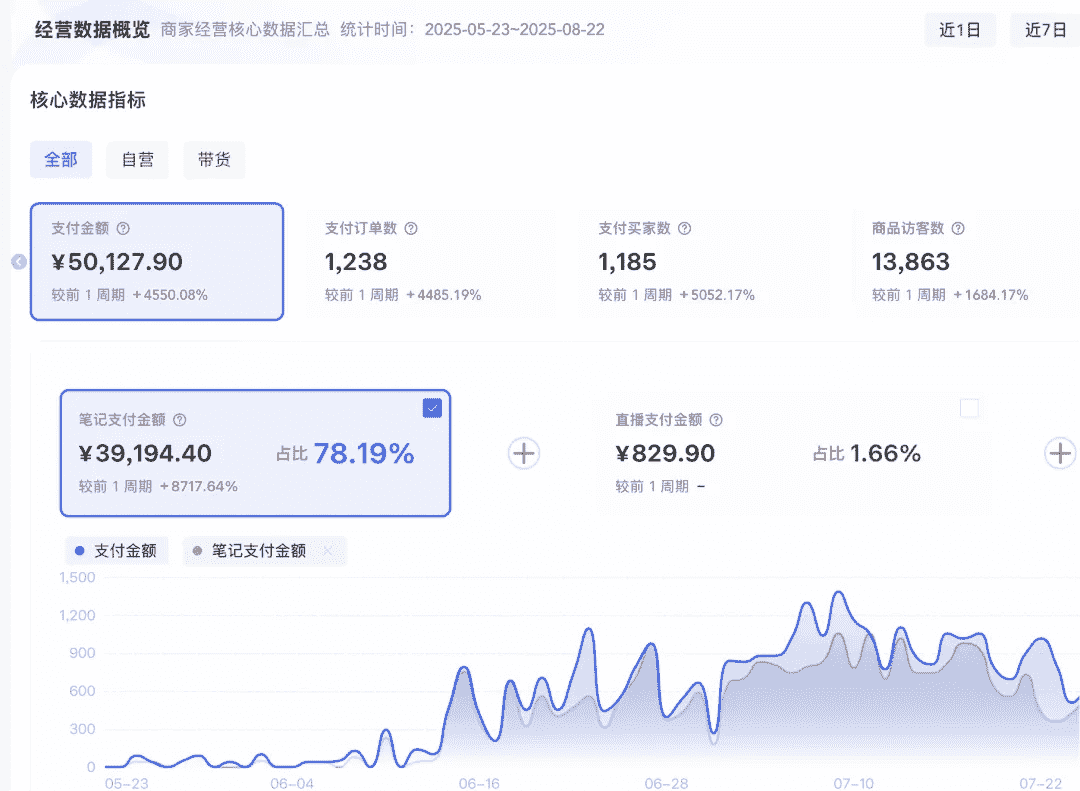 经营数据概览 商家经营核心数据汇总 统计时间：2025-05-23~2025-08-22 近1日 近7日
核心数据指标
全部 自营 带货
支付金额 支付订单数 支付买家数 商品访客数
¥50,127.90 1,238 1,185 13,863
较前 1 周期 +4550.08% 较前 1 周期 +4485.19% 较前 1 周期 +5052.17% 较前 1 周期 +1684.17%
笔记支付金额 直播支付金额
¥39,194.40 占比 78.19% ¥829.90 占比 1.66%
较前 1 周期 +8717.64% 较前 1 周期 –
支付金额 笔记支付金额
1,500
1,200
900
600
300
0
05-23 06-04 06-16 06-28 07-10 07-22